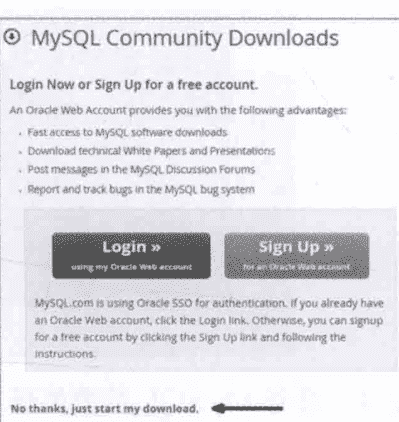 MySQL Community Downloads
Login Now or Sign Up for a free account.
An Oracle Web Account provides you with the following advantages:
Fast access to MySQL software downloads
Download technical White Papers and Presentations
Post messages in the MySQL Discussion Forums
Report and track bugs in the MySQL bug system
Login »
using my Oracle Web account
Sign Up »
for an Oracle Web account
MySQL.com is using Oracle SSO for authentication. If you already have
an Oracle Web account, click the Login link. Otherwise, you can signup
for a free account by clicking the Sign Up link and following the
instructions.
No thanks, just start my download.